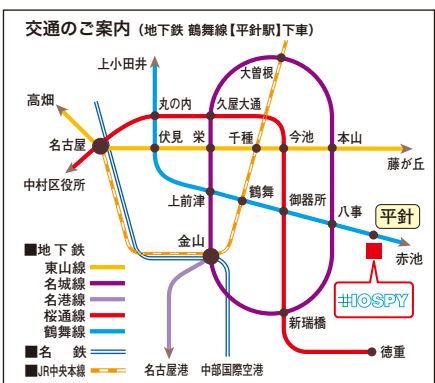 交通のご案内（地下鉄 鶴舞線【平針駅】下車）
上小田井
大曽根
高畑
丸の内
久屋大通
名古屋
伏見
栄
千種
今池
本山
藤が丘
中村区役所
上前津
鶴舞
御器所
八事
平針
金山
赤池
■地下鉄
東山線
名城線
名港線
桜通線
鶴舞線
■名鉄
■JR中央本線
HOSPY
新瑞橋
名古屋港
中部国際空港
徳重